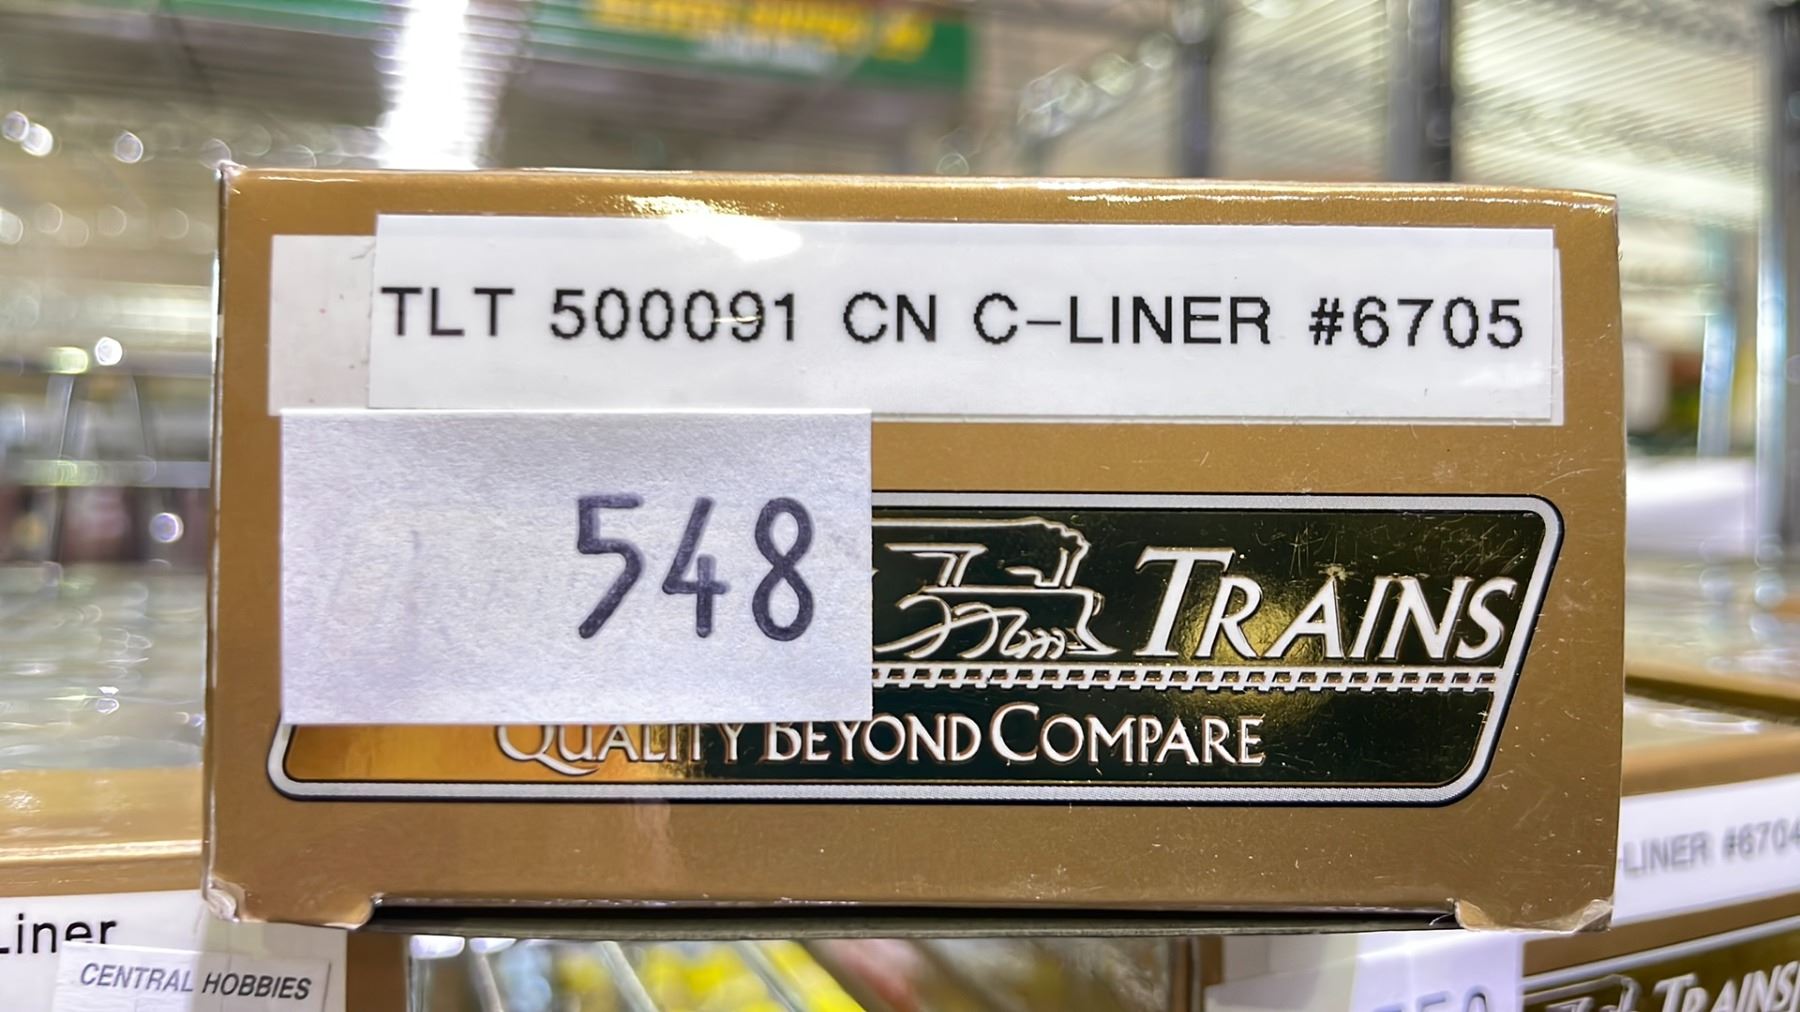 TLT 500091 CN C-LINER #6705
548
TRAINS
QUALITY BEYOND COMPARE
-LINER #6704
Liner
CENTRAL HOBBIES
TRAINS